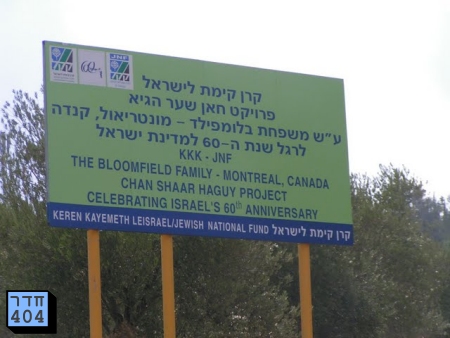 JNF
קרן קימת לישראל
פרויקט חאן שער הגיא
ע״ש משפחת בלומפילד - מונטריאול, קנדה
לרגל שנת ה-60 למדינת ישראל
KKK - JNF
THE BLOOMFIELD FAMILY - MONTREAL, CANADA
CHAN SHAAR HAGUY PROJECT
CELEBRATING ISRAEL'S 60th ANNIVERSARY
KEREN KAYEMETH LEISRAEL/JEWISH NATIONAL FUND קרן קימת לישראל
חדר
404